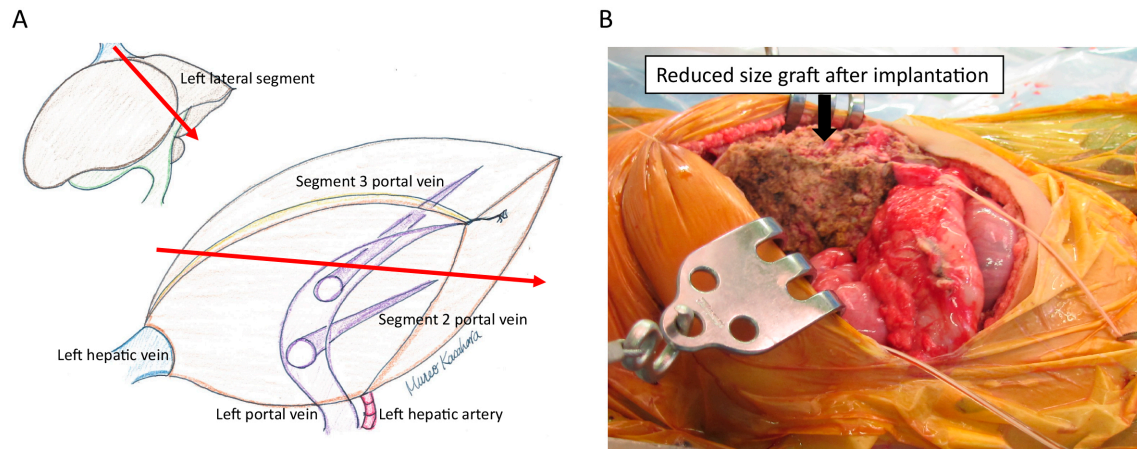 A
B
Left lateral segment
Reduced size graft after implantation
Segment 3 portal vein
Segment 2 portal vein
Left hepatic vein
Mureo Kasahara
Left portal vein
Left hepatic artery